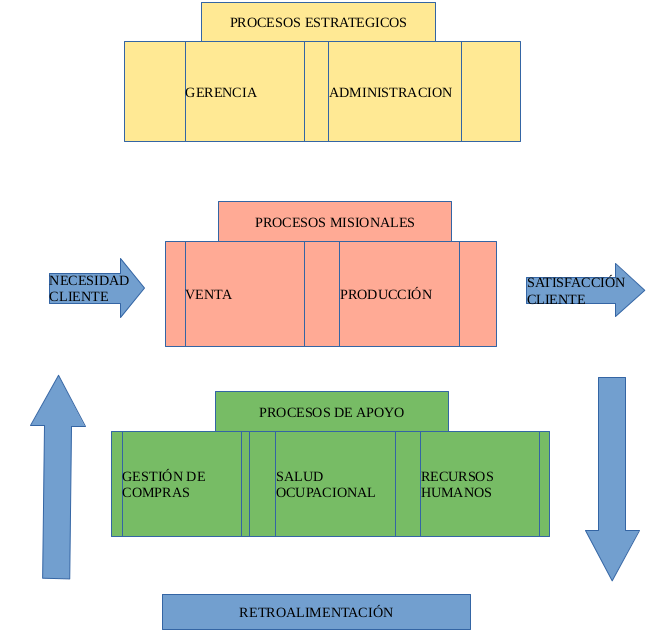 PROCESOS ESTRATEGICOS
GERENCIA
ADMINISTRACION
PROCESOS MISIONALES
NECESIDAD
CLIENTE
VENTA
PRODUCCIÓN
SATISFACCIÓN
CLIENTE
PROCESOS DE APOYO
GESTIÓN DE
COMPRAS
SALUD
OCUPACIONAL
RECURSOS
HUMANOS
RETROALIMENTACIÓN